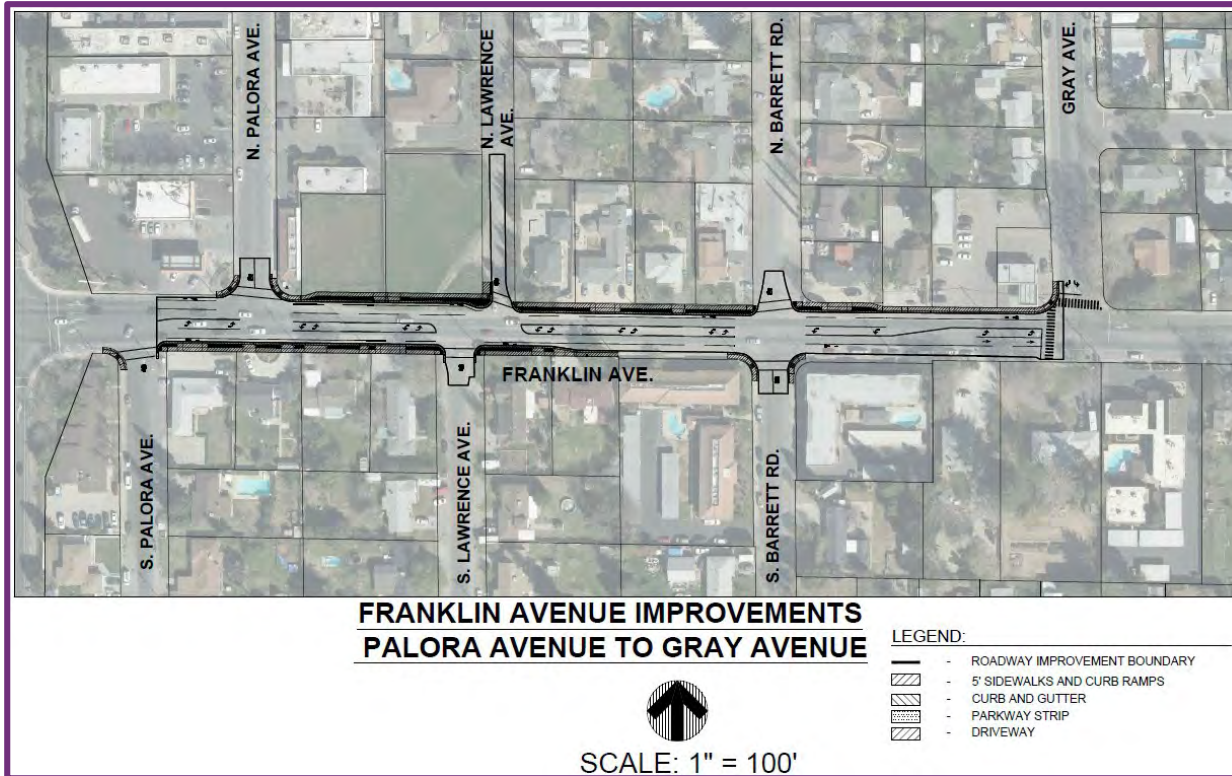 N. PALORA AVE.
N. LAWRENCE
AVE.
N. BARRETT RD.
GRAY AVE.
FRANKLIN AVE.
S. PALORA AVE.
S. LAWRENCE AVE.
S. BARRETT RD.
FRANKLIN AVENUE IMPROVEMENTS
PALORA AVENUE TO GRAY AVENUE
LEGEND:
- ROADWAY IMPROVEMENT BOUNDARY
- 5' SIDEWALKS AND CURB RAMPS
- CURB AND GUTTER
- PARKWAY STRIP
- DRIVEWAY
SCALE: 1" = 100'